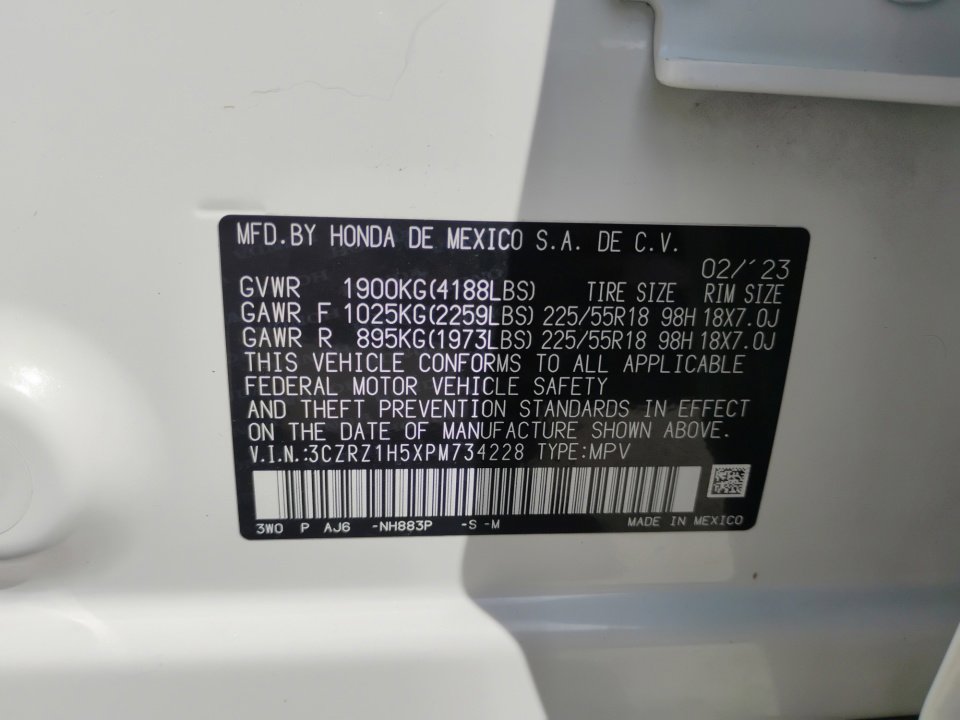 MFD.BY HONDA DE MEXICO S.A. DE C.V.
02/´23
GVWR 1900KG(4188LBS) TIRE SIZE RIM SIZE
GAWR F 1025KG(2259LBS) 225/55R18 98H 18X7.0J
GAWR R 895KG(1973LBS) 225/55R18 98H 18X7.0J
THIS VEHICLE CONFORMS TO ALL APPLICABLE
FEDERAL MOTOR VEHICLE SAFETY
AND THEFT PREVENTION STANDARDS IN EFFECT
ON THE DATE OF MANUFACTURE SHOWN ABOVE.
V.I.N.:3CZRZ1H5XPM734228 TYPE:MPV
3W0 P AJ6 -NH883P -S -M MADE IN MEXICO